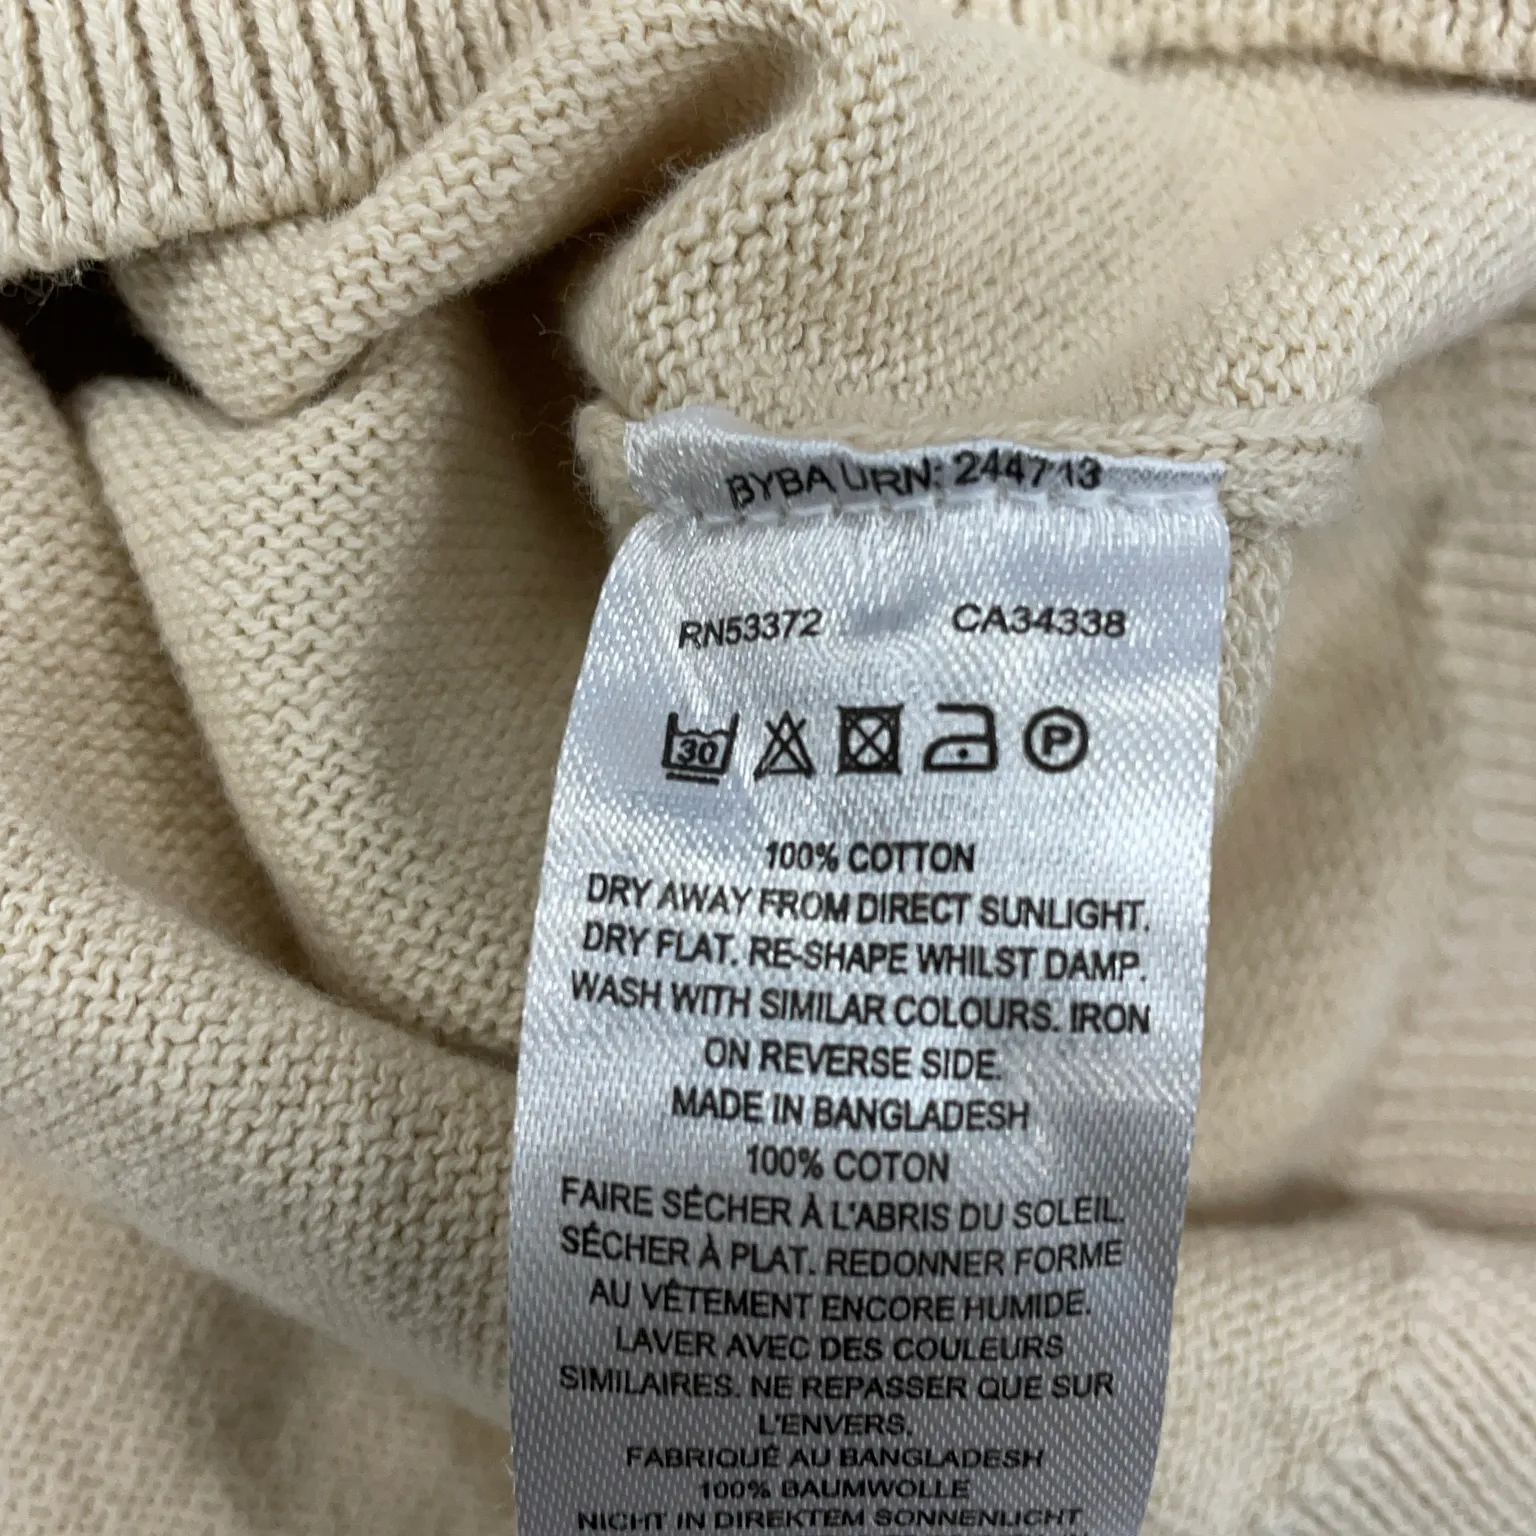 BYBA URN: 244713
RN53372 CA34338
30 P
100% COTTON
DRY AWAY FROM DIRECT SUNLIGHT.
DRY FLAT. RE-SHAPE WHILST DAMP.
WASH WITH SIMILAR COLOURS. IRON
ON REVERSE SIDE.
MADE IN BANGLADESH
100% COTON
FAIRE SÉCHER À L'ABRIS DU SOLEIL.
SÉCHER À PLAT. REDONNER FORME
AU VÊTEMENT ENCORE HUMIDE.
LAVER AVEC DES COULEURS
SIMILAIRES. NE REPASSER QUE SUR
L'ENVERS.
FABRIQUÉ AU BANGLADESH
100% BAUMWOLLE
NICHT IN DIREKTEM SONNENLICHT